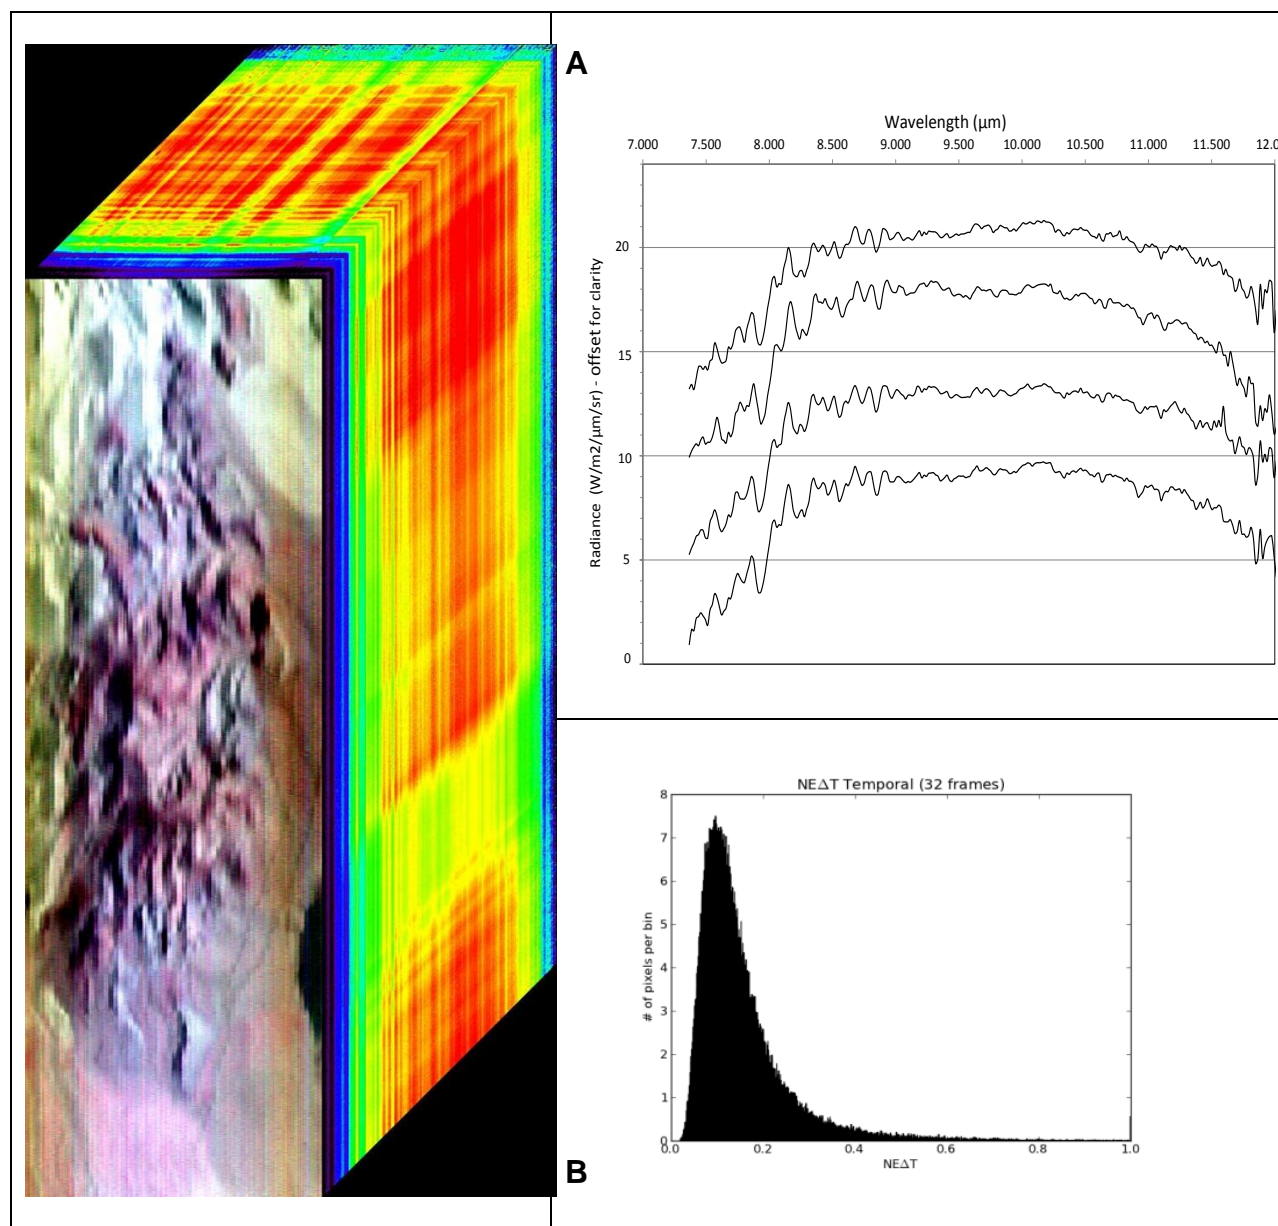 A
Wavelength (µm)
7.000 7.500 8.000 8.500 9.000 9.500 10.000 10.500 11.000 11.500 12.0
Radiance (W/m2/µm/sr) - offset for clarity
20
15
10
5
0
NEΔT Temporal (32 frames)
# of pixels per bin
8
7
6
5
4
3
2
1
0
0.0 0.2 0.4 0.6 0.8 1.0
NEΔT
B